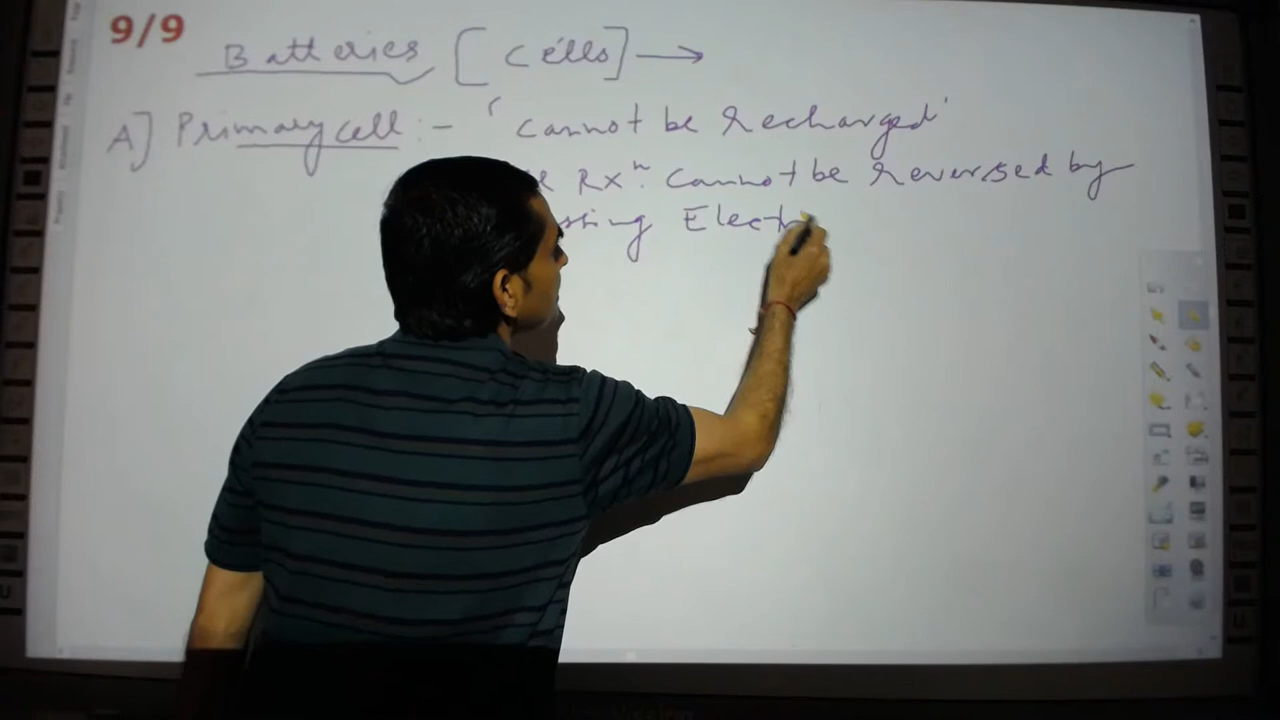 9/9
Batteries [Cells] →
A] Primary cell :- 'cannot be recharged'
Rxⁿ. cannot be reversed by
Elect